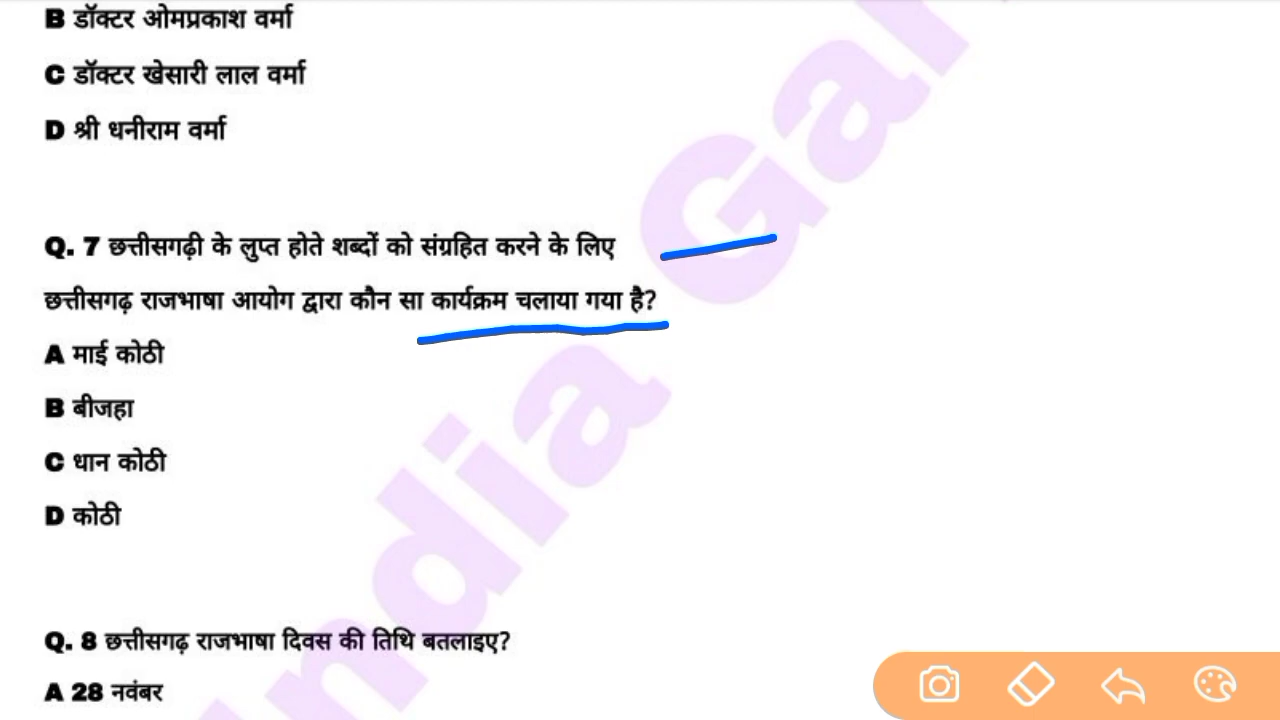 B डॉक्टर ओमप्रकाश वर्मा
C डॉक्टर खेसारी लाल वर्मा
D श्री धनीराम वर्मा
Q. 7 छत्तीसगढ़ी के लुप्त होते शब्दों को संग्रहित करने के लिए
छत्तीसगढ़ राजभाषा आयोग द्वारा कौन सा कार्यक्रम चलाया गया है?
A माई कोठी
B बीजहा
C धान कोठी
D कोठी
Q. 8 छत्तीसगढ़ राजभाषा दिवस की तिथि बतलाइए?
A 28 नवंबर
India